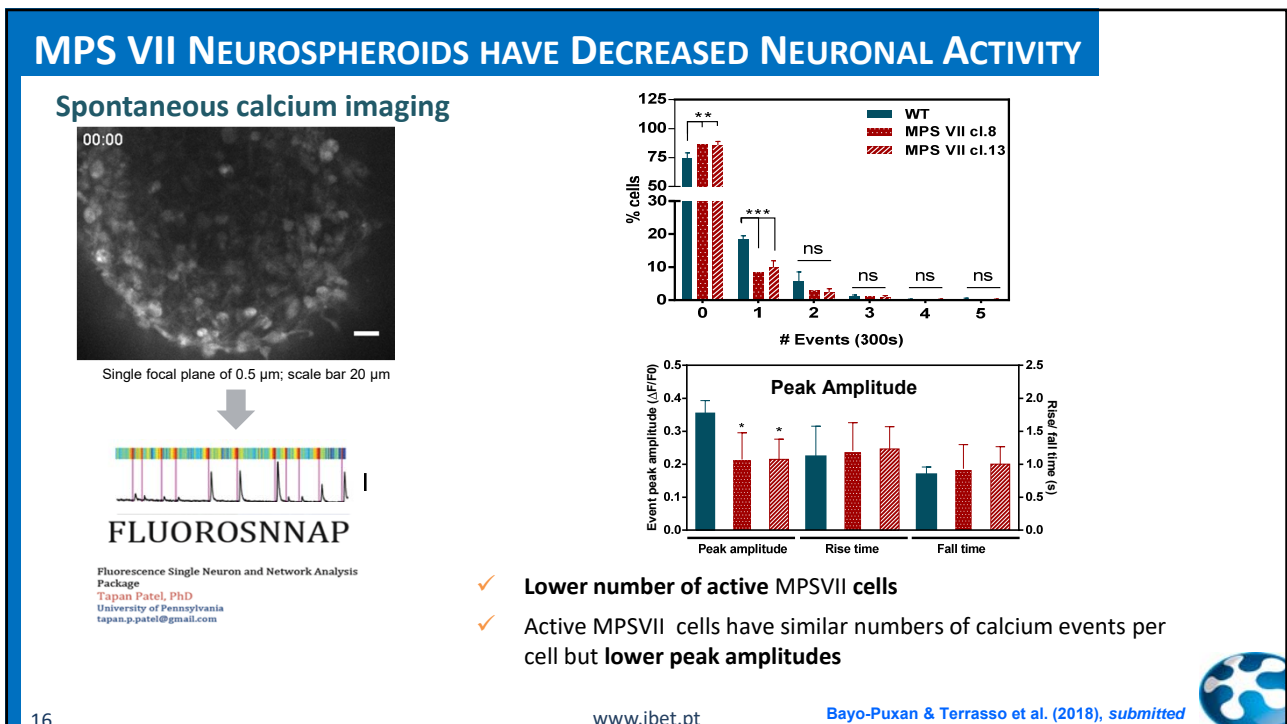 MPS VII NEUROSPHEROIDS HAVE DECREASED NEURONAL ACTIVITY
Spontaneous calcium imaging
00:00
Single focal plane of 0.5 µm; scale bar 20 µm
FLUOROSNNAP
Fluorescence Single Neuron and Network Analysis
Package
Tapan Patel, PhD
University of Pennsylvania
tapan.p.patel@gmail.com
125
100
75
50
30
20
10
0
% cells
**
***
ns
ns
ns
ns
WT
MPS VII cl.8
MPS VII cl.13
0 1 2 3 4 5
# Events (300s)
Peak Amplitude
Event peak amplitude (ΔF/F0)
0.5
0.4
0.3
0.2
0.1
0.0
* *
2.5
2.0
1.5
1.0
0.5
0.0
Rise/ fall time (s)
Peak amplitude Rise time Fall time
✓ Lower number of active MPSVII cells
✓ Active MPSVII cells have similar numbers of calcium events per
cell but lower peak amplitudes
16
www.ibet.pt
Bayo-Puxan & Terrasso et al. (2018), submitted